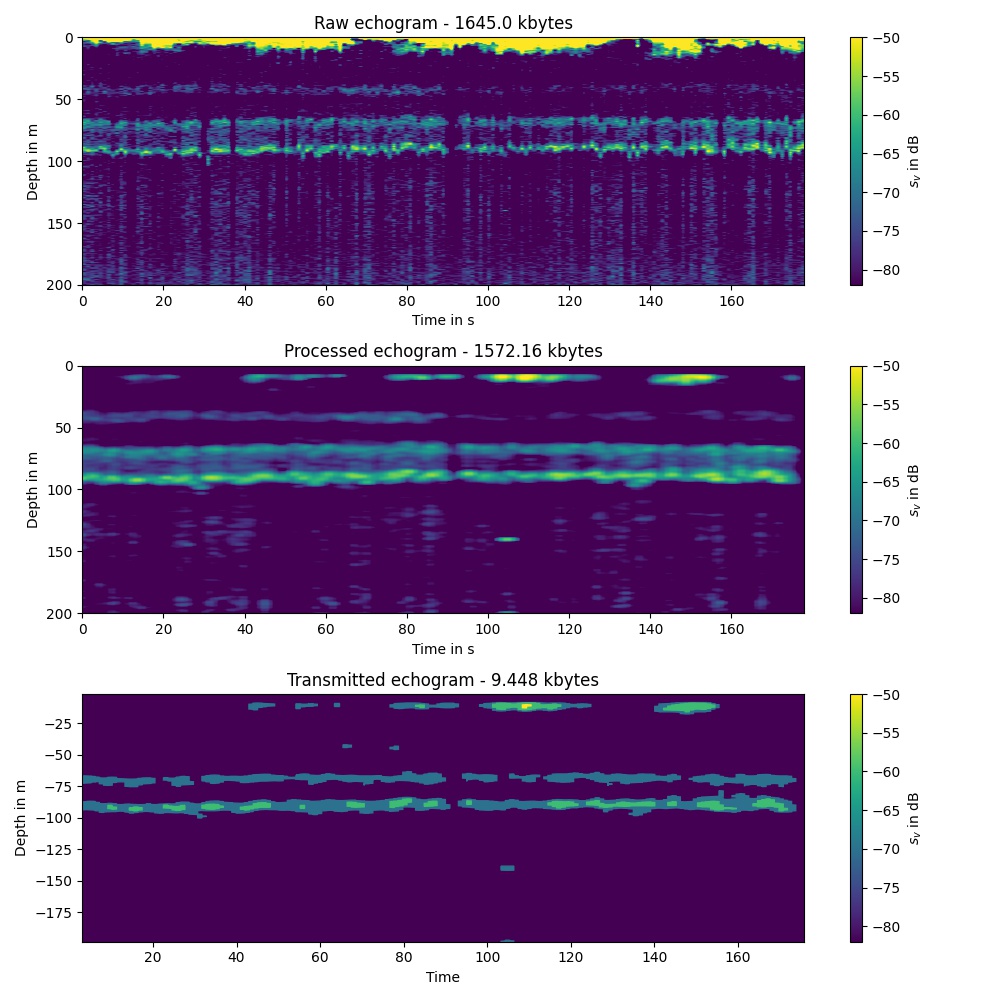 Raw echogram - 1645.0 kbytes
0
50
100
150
200
Depth in m
0 20 40 60 80 100 120 140 160
Time in s
−50
−55
−60
−65
−70
−75
−80
sv in dB
Processed echogram - 1572.16 kbytes
0
50
100
150
200
Depth in m
0 20 40 60 80 100 120 140 160
Time in s
−50
−55
−60
−65
−70
−75
−80
sv in dB
Transmitted echogram - 9.448 kbytes
−25
−50
−75
−100
−125
−150
−175
Depth in m
20 40 60 80 100 120 140 160
Time
−50
−55
−60
−65
−70
−75
−80
sv in dB